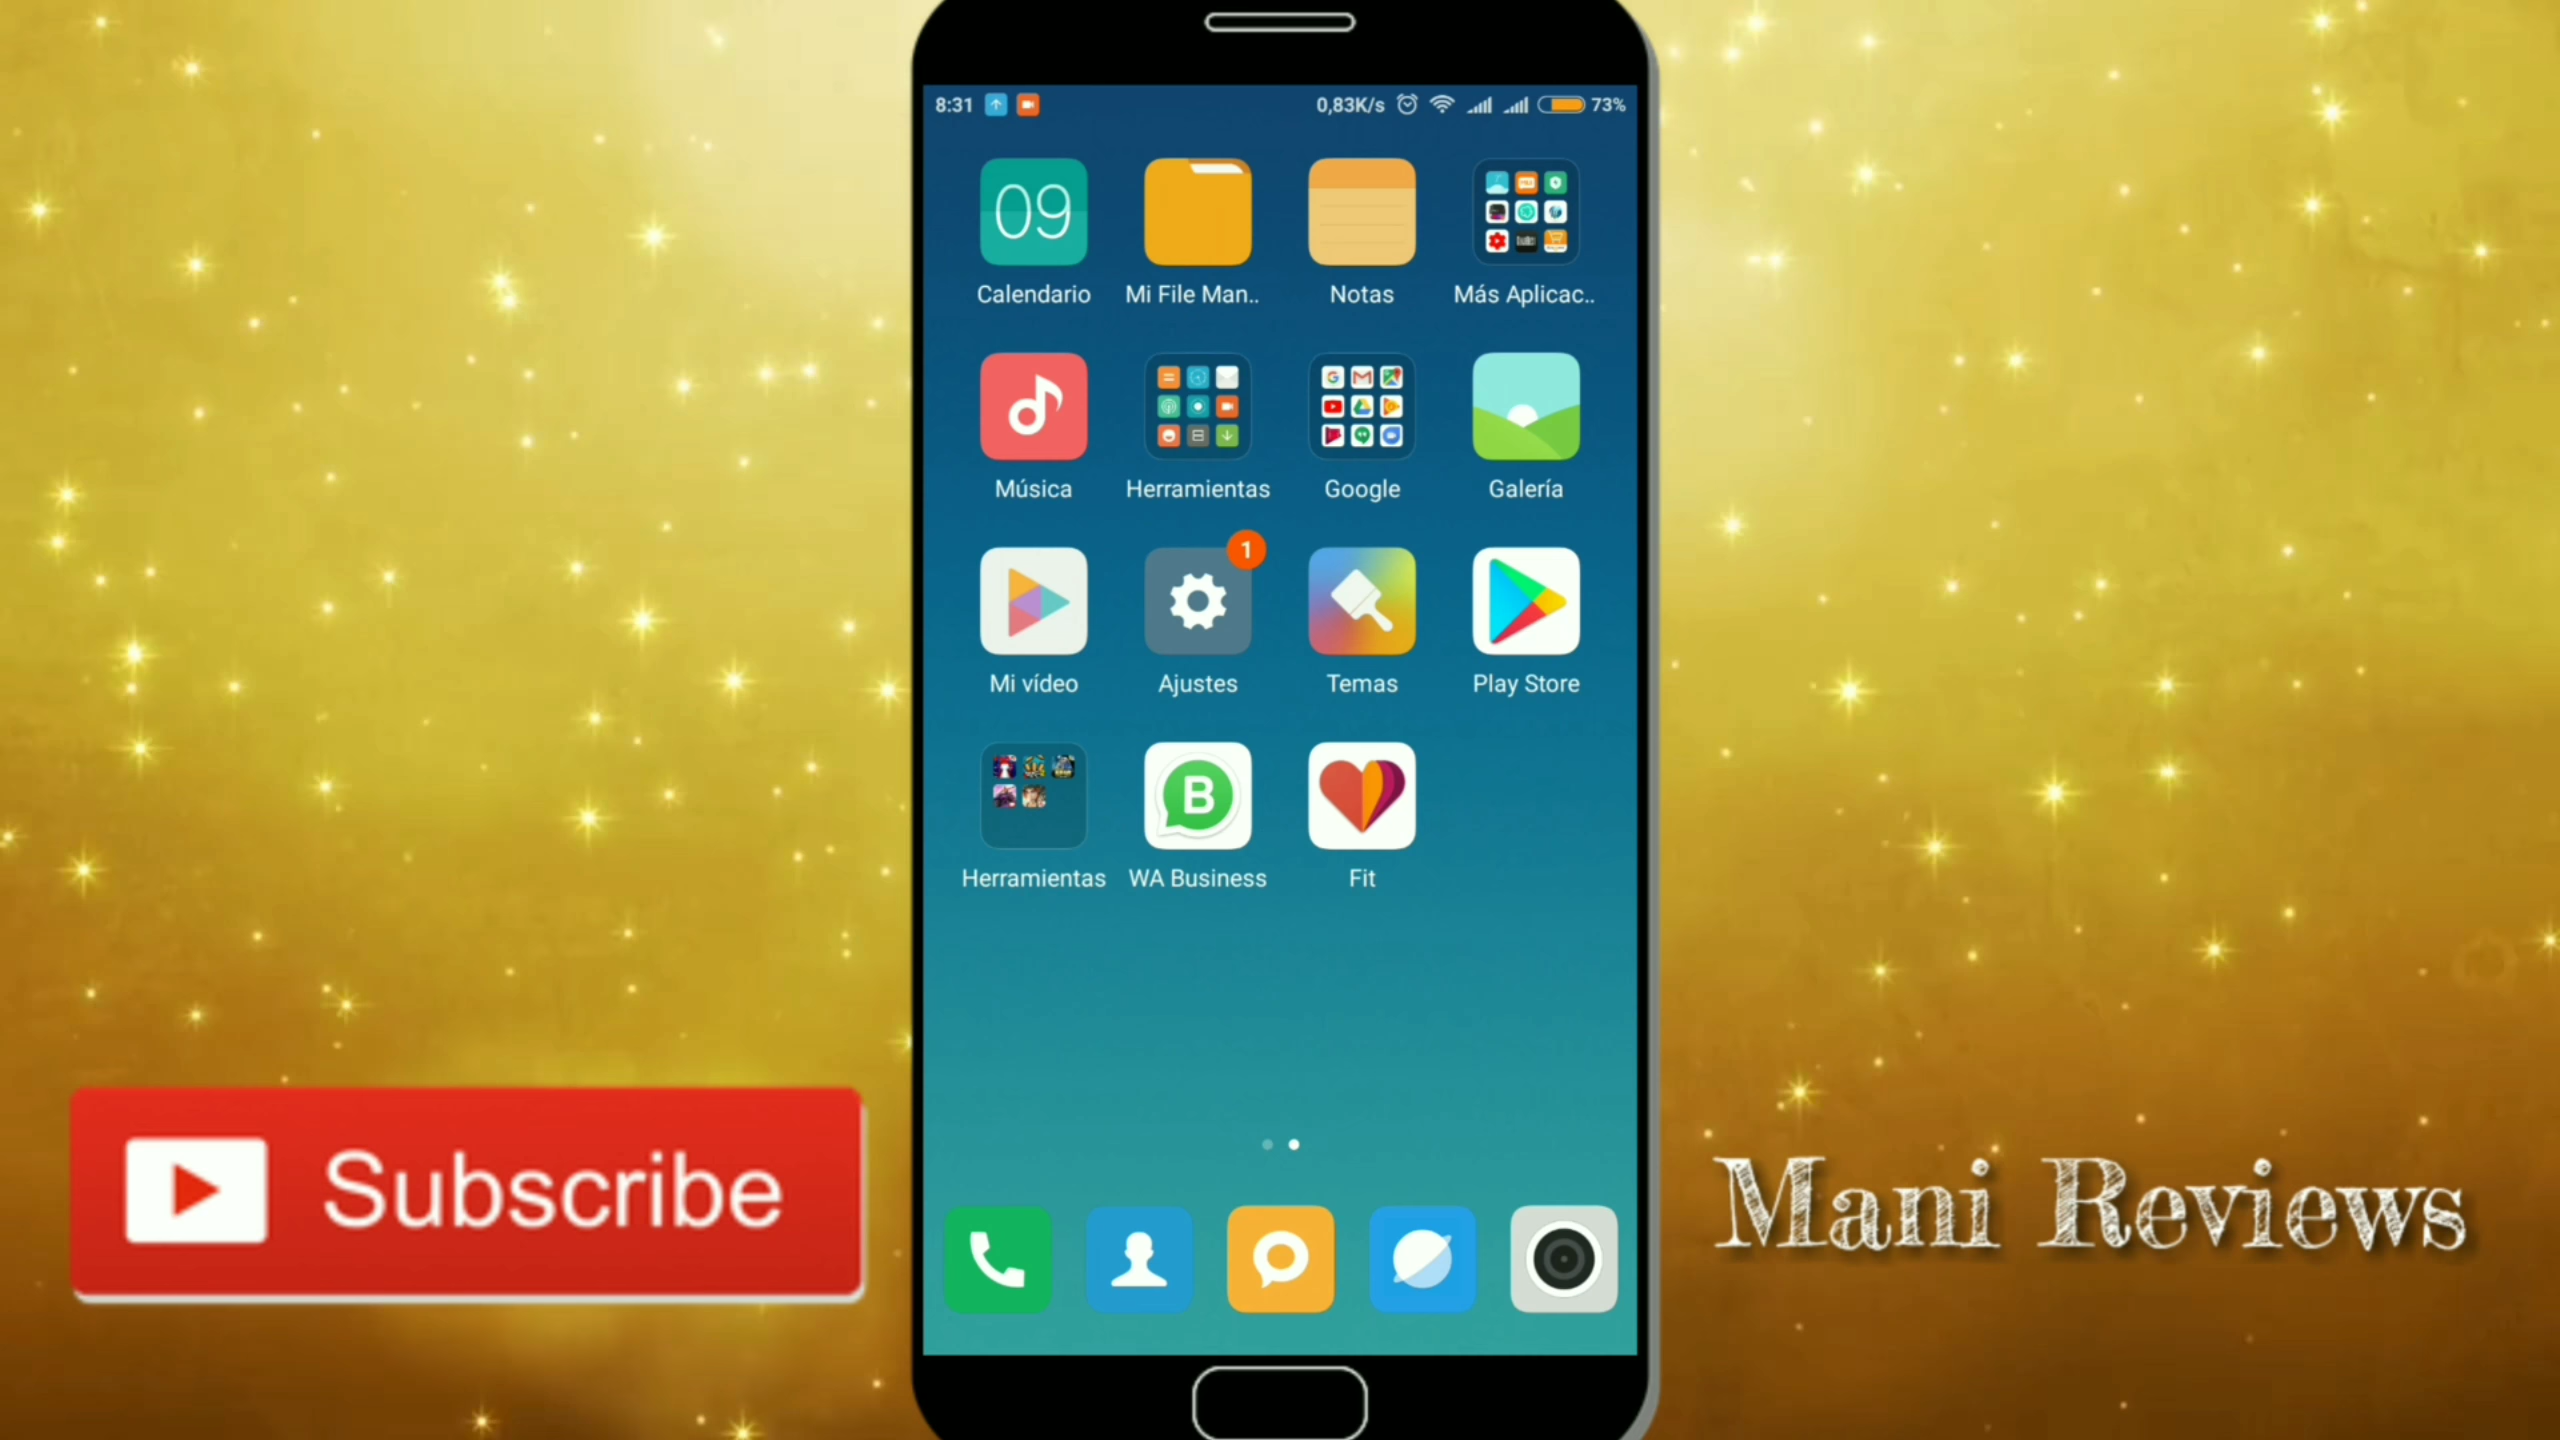 8:31 0,83K/s 73%
09
Calendario Mi File Man.. Notas Más Aplicac..
Música Herramientas Google Galería
1
Mi vídeo Ajustes Temas Play Store
B
Herramientas WA Business Fit
Subscribe
Mani Reviews